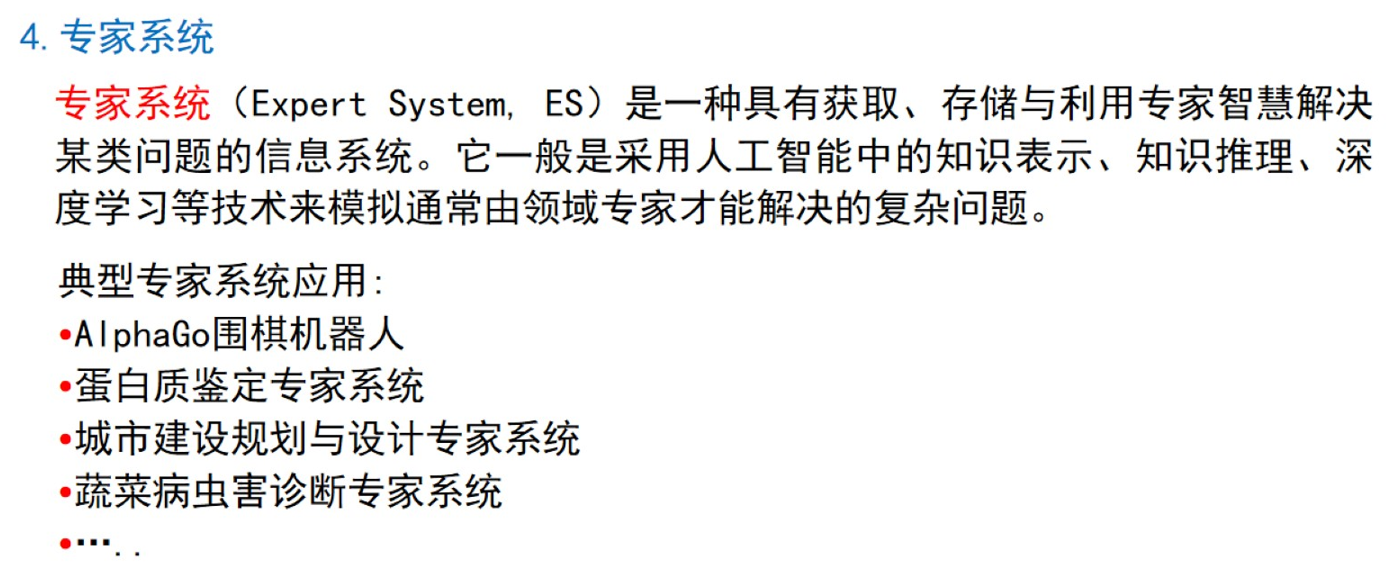 4. 专家系统
专家系统（Expert System, ES）是一种具有获取、存储与利用专家智慧解决
某类问题的信息系统。它一般是采用人工智能中的知识表示、知识推理、深
度学习等技术来模拟通常由领域专家才能解决的复杂问题。
典型专家系统应用:
•AlphaGo围棋机器人
•蛋白质鉴定专家系统
•城市建设规划与设计专家系统
•蔬菜病虫害诊断专家系统
•…..